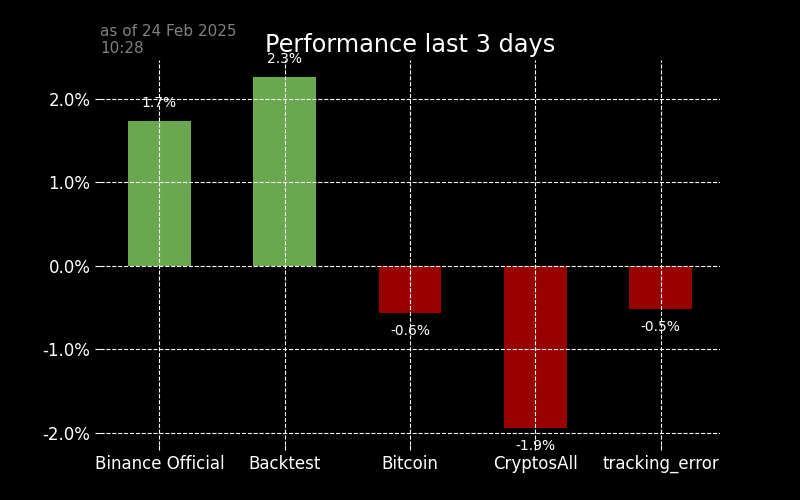 as of 24 Feb 2025
10:28
Performance last 3 days
2.3%
1.7%
2.0%
1.0%
0.0%
-0.6%
-0.5%
-1.0%
-2.0%
-1.9%
Binance Official
Backtest
Bitcoin
CryptosAll
tracking_error